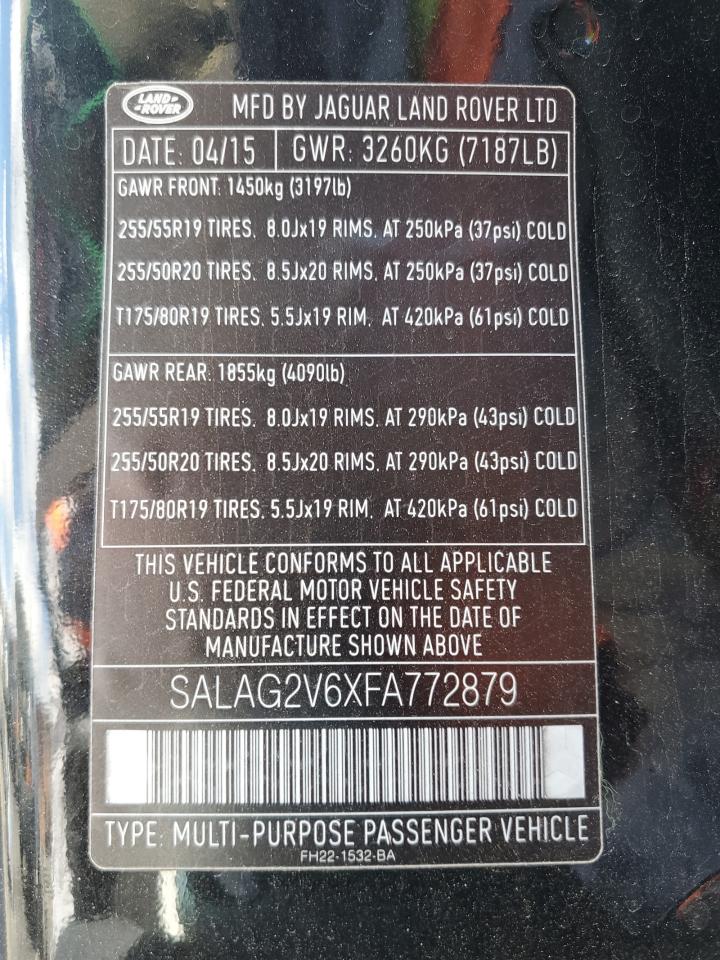 LAND-
-ROVER
MFD BY JAGUAR LAND ROVER LTD
DATE: 04/15 GWR: 3260KG (7187LB)
GAWR FRONT: 1450kg (3197lb)
255/55R19 TIRES, 8.0Jx19 RIMS, AT 250kPa (37psi) COLD
255/50R20 TIRES, 8.5Jx20 RIMS, AT 250kPa (37psi) COLD
T175/80R19 TIRES, 5.5Jx19 RIM, AT 420kPa (61psi) COLD
GAWR REAR: 1855kg (4090lb)
255/55R19 TIRES, 8.0Jx19 RIMS, AT 290kPa (43psi) COLD
255/50R20 TIRES, 8.5Jx20 RIMS, AT 290kPa (43psi) COLD
T175/80R19 TIRES, 5.5Jx19 RIM, AT 420kPa (61psi) COLD
THIS VEHICLE CONFORMS TO ALL APPLICABLE
U.S. FEDERAL MOTOR VEHICLE SAFETY
STANDARDS IN EFFECT ON THE DATE OF
MANUFACTURE SHOWN ABOVE
SALAG2V6XFA772879
TYPE: MULTI-PURPOSE PASSENGER VEHICLE
FH22-1532-BA